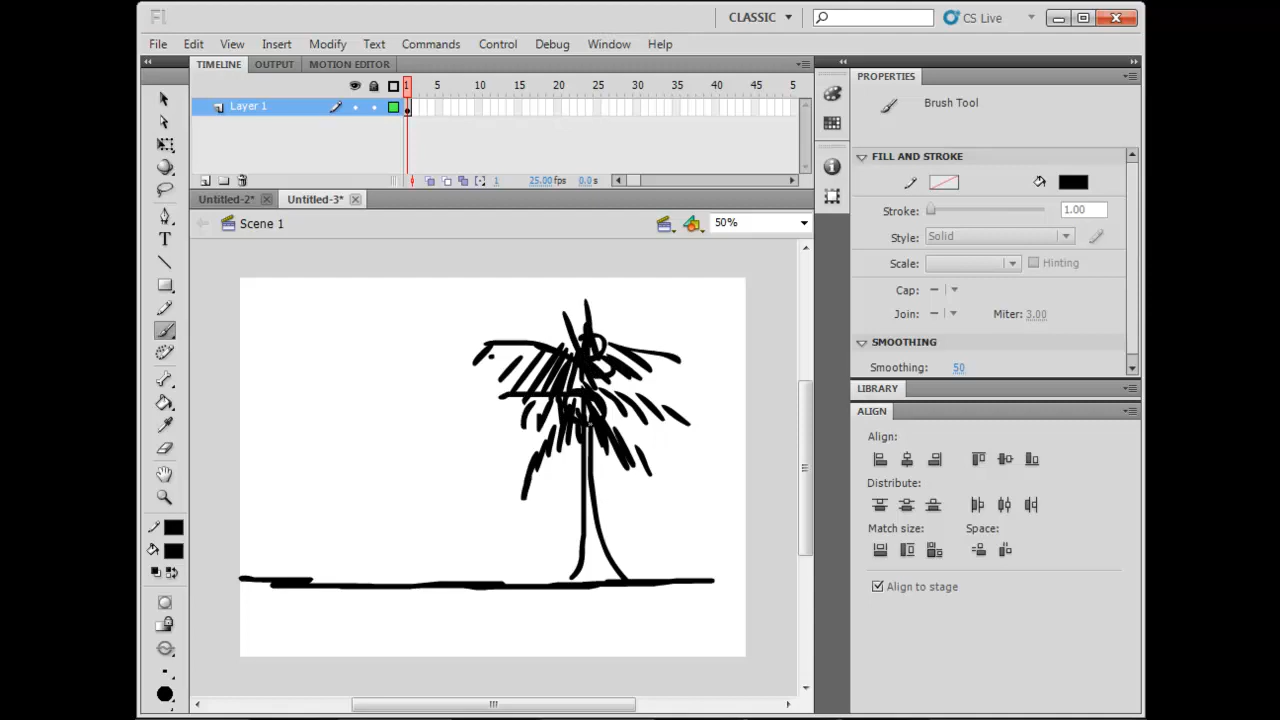 Fl CLASSIC CS Live
File Edit View Insert Modify Text Commands Control Debug Window Help
TIMELINE OUTPUT MOTION EDITOR
1 5 10 15 20 25 30 35 40 45 5
Layer 1
1 25.00 fps 0.0 s
Untitled-2* Untitled-3*
Scene 1 50%
PROPERTIES
Brush Tool
FILL AND STROKE
Stroke: 1.00
Style: Solid
Scale: Hinting
Cap:
Join: Miter: 3.00
SMOOTHING
Smoothing: 50
LIBRARY
ALIGN
Align:
Distribute:
Match size: Space:
Align to stage